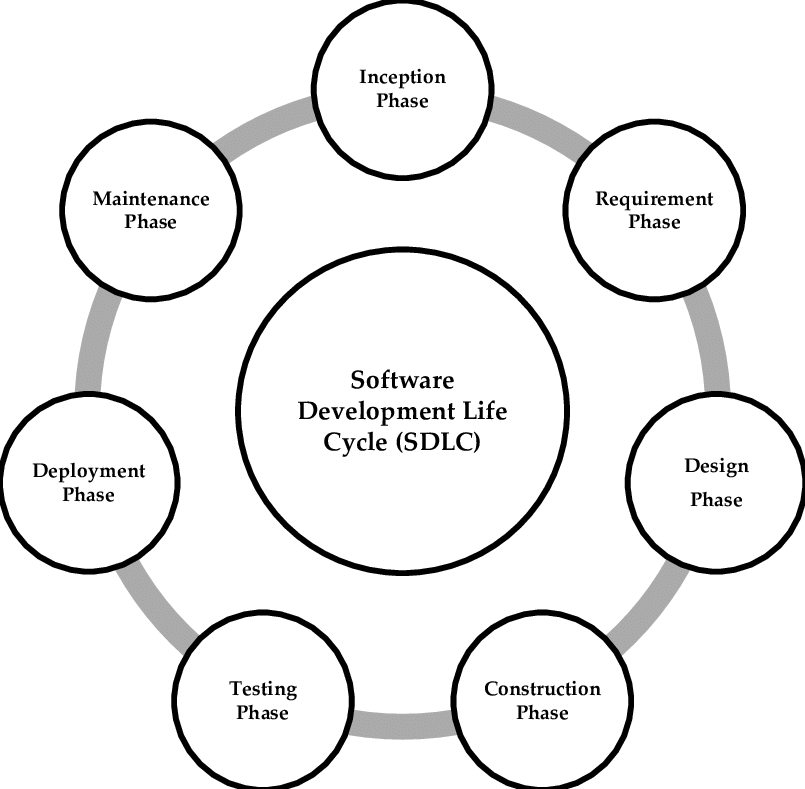 Inception
Phase
Requirement
Phase
Design
Phase
Construction
Phase
Testing
Phase
Deployment
Phase
Maintenance
Phase
Software
Development Life
Cycle (SDLC)